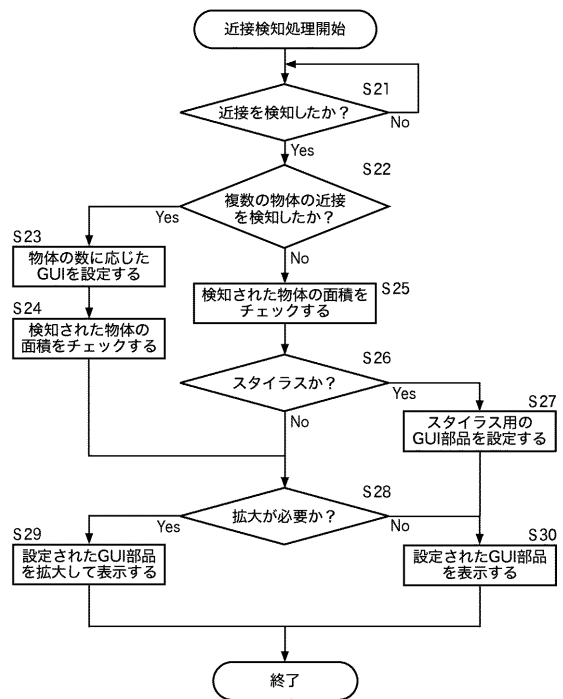 近接検知処理開始
S21
近接を検知したか？
No
Yes
S22
複数の物体の近接
を検知したか？
Yes
No
S23
物体の数に応じた
GUIを設定する
S24
検知された物体の
面積をチェックする
S25
検知された物体の面積を
チェックする
S26
スタイラスか？
Yes
No
S27
スタイラス用の
GUI部品を設定する
S28
拡大が必要か？
Yes
No
S29
設定されたGUI部品
を拡大して表示する
S30
設定されたGUI部品
を表示する
終了